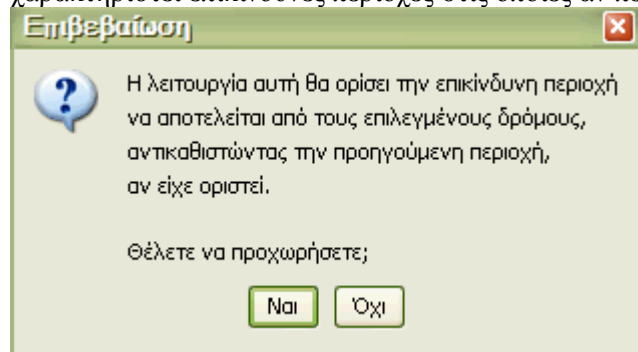 Επιβεβαίωση
Η λειτουργία αυτή θα ορίσει την επικίνδυνη περιοχή
να αποτελείται από τους επιλεγμένους δρόμους,
αντικαθιστώντας την προηγούμενη περιοχή,
αν είχε οριστεί.
Θέλετε να προχωρήσετε;
Ναι Όχι